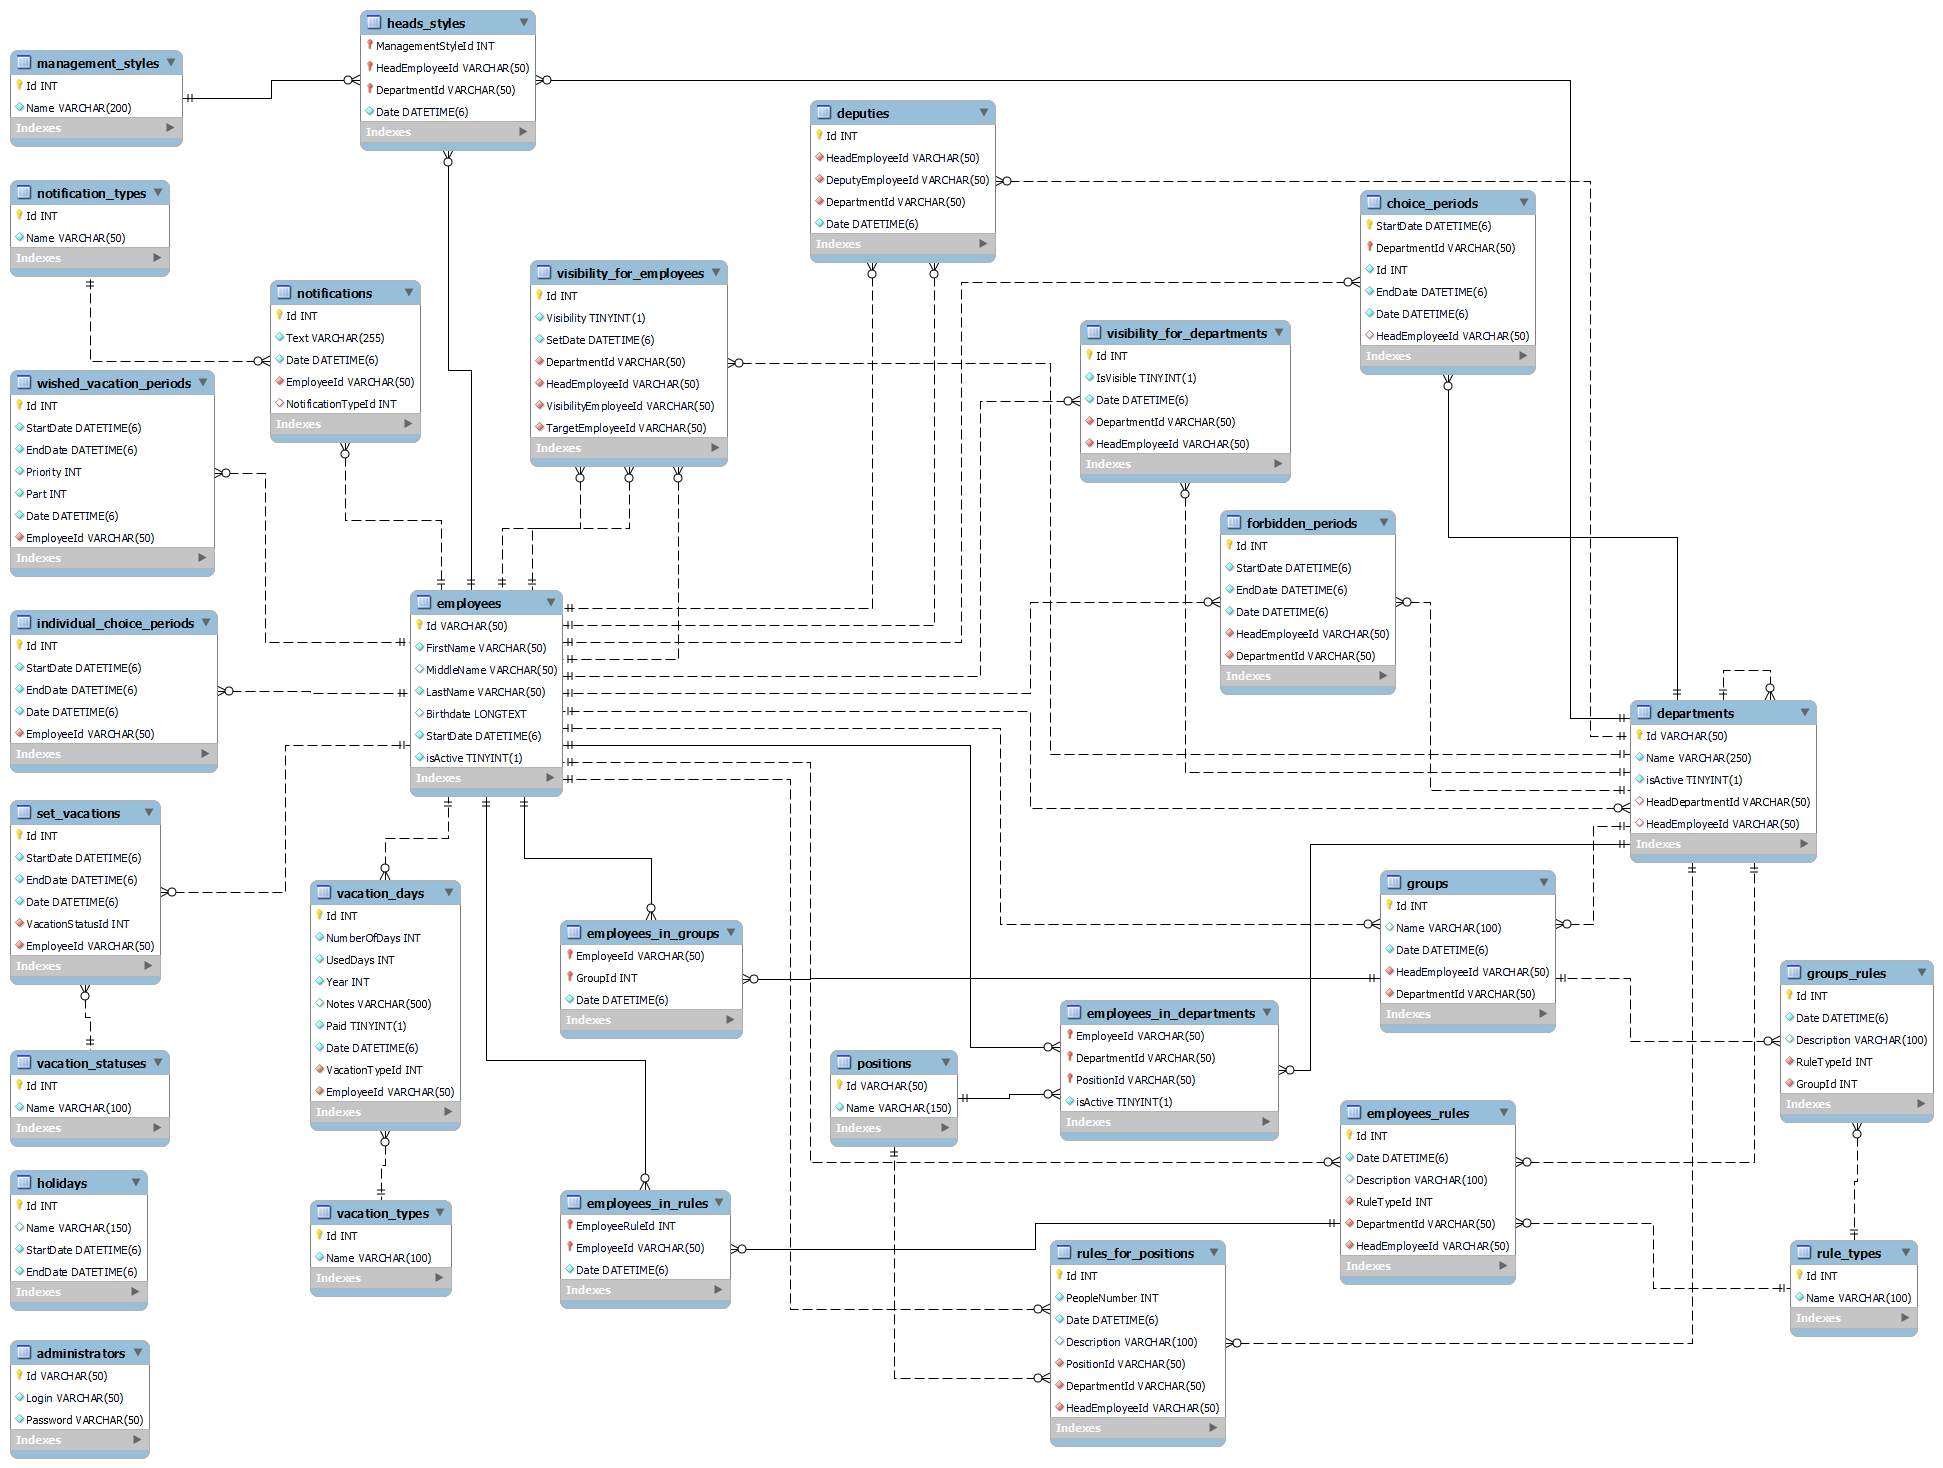 heads_styles
ManagementStyleId INT
HeadEmployeeId VARCHAR(50)
DepartmentId VARCHAR(50)
Date DATETIME(6)
Indexes
management_styles
Id INT
Name VARCHAR(200)
Indexes
deputies
Id INT
HeadEmployeeId VARCHAR(50)
DeputyEmployeeId VARCHAR(50)
DepartmentId VARCHAR(50)
Date DATETIME(6)
Indexes
notification_types
Id INT
Name VARCHAR(50)
Indexes
choice_periods
StartDate DATETIME(6)
DepartmentId VARCHAR(50)
Id INT
EndDate DATETIME(6)
Date DATETIME(6)
HeadEmployeeId VARCHAR(50)
Indexes
visibility_for_employees
Id INT
Visibility TINYINT(1)
SetDate DATETIME(6)
DepartmentId VARCHAR(50)
HeadEmployeeId VARCHAR(50)
VisibilityEmployeeId VARCHAR(50)
TargetEmployeeId VARCHAR(50)
Indexes
notifications
Id INT
Text VARCHAR(255)
Date DATETIME(6)
EmployeeId VARCHAR(50)
NotificationTypeId INT
Indexes
visibility_for_departments
Id INT
IsVisible TINYINT(1)
Date DATETIME(6)
DepartmentId VARCHAR(50)
HeadEmployeeId VARCHAR(50)
Indexes
wished_vacation_periods
Id INT
StartDate DATETIME(6)
EndDate DATETIME(6)
Priority INT
Part INT
Date DATETIME(6)
EmployeeId VARCHAR(50)
Indexes
forbidden_periods
Id INT
StartDate DATETIME(6)
EndDate DATETIME(6)
Date DATETIME(6)
HeadEmployeeId VARCHAR(50)
DepartmentId VARCHAR(50)
Indexes
employees
Id VARCHAR(50)
FirstName VARCHAR(50)
MiddleName VARCHAR(50)
LastName VARCHAR(50)
Birthdate LONGTEXT
StartDate DATETIME(6)
isActive TINYINT(1)
Indexes
individual_choice_periods
Id INT
StartDate DATETIME(6)
EndDate DATETIME(6)
Date DATETIME(6)
EmployeeId VARCHAR(50)
Indexes
departments
Id VARCHAR(50)
Name VARCHAR(250)
isActive TINYINT(1)
HeadDepartmentId VARCHAR(50)
HeadEmployeeId VARCHAR(50)
Indexes
set_vacations
Id INT
StartDate DATETIME(6)
EndDate DATETIME(6)
Date DATETIME(6)
VacationStatusId INT
EmployeeId VARCHAR(50)
Indexes
vacation_days
Id INT
NumberOfDays INT
UsedDays INT
Year INT
Notes VARCHAR(500)
Paid TINYINT(1)
Date DATETIME(6)
VacationTypeId INT
EmployeeId VARCHAR(50)
Indexes
groups
Id INT
Name VARCHAR(100)
Date DATETIME(6)
HeadEmployeeId VARCHAR(50)
DepartmentId VARCHAR(50)
Indexes
employees_in_groups
EmployeeId VARCHAR(50)
GroupId INT
Date DATETIME(6)
Indexes
groups_rules
Id INT
Date DATETIME(6)
Description VARCHAR(100)
RuleTypeId INT
GroupId INT
Indexes
employees_in_departments
EmployeeId VARCHAR(50)
DepartmentId VARCHAR(50)
PositionId VARCHAR(50)
isActive TINYINT(1)
Indexes
positions
Id VARCHAR(50)
Name VARCHAR(150)
Indexes
vacation_statuses
Id INT
Name VARCHAR(100)
Indexes
employees_rules
Id INT
Date DATETIME(6)
Description VARCHAR(100)
RuleTypeId INT
DepartmentId VARCHAR(50)
HeadEmployeeId VARCHAR(50)
Indexes
holidays
Id INT
Name VARCHAR(150)
StartDate DATETIME(6)
EndDate DATETIME(6)
Indexes
vacation_types
Id INT
Name VARCHAR(100)
Indexes
employees_in_rules
EmployeeRuleId INT
EmployeeId VARCHAR(50)
Date DATETIME(6)
Indexes
rules_for_positions
Id INT
PeopleNumber INT
Date DATETIME(6)
Description VARCHAR(100)
PositionId VARCHAR(50)
DepartmentId VARCHAR(50)
HeadEmployeeId VARCHAR(50)
Indexes
rule_types
Id INT
Name VARCHAR(100)
Indexes
administrators
Id VARCHAR(50)
Login VARCHAR(50)
Password VARCHAR(50)
Indexes